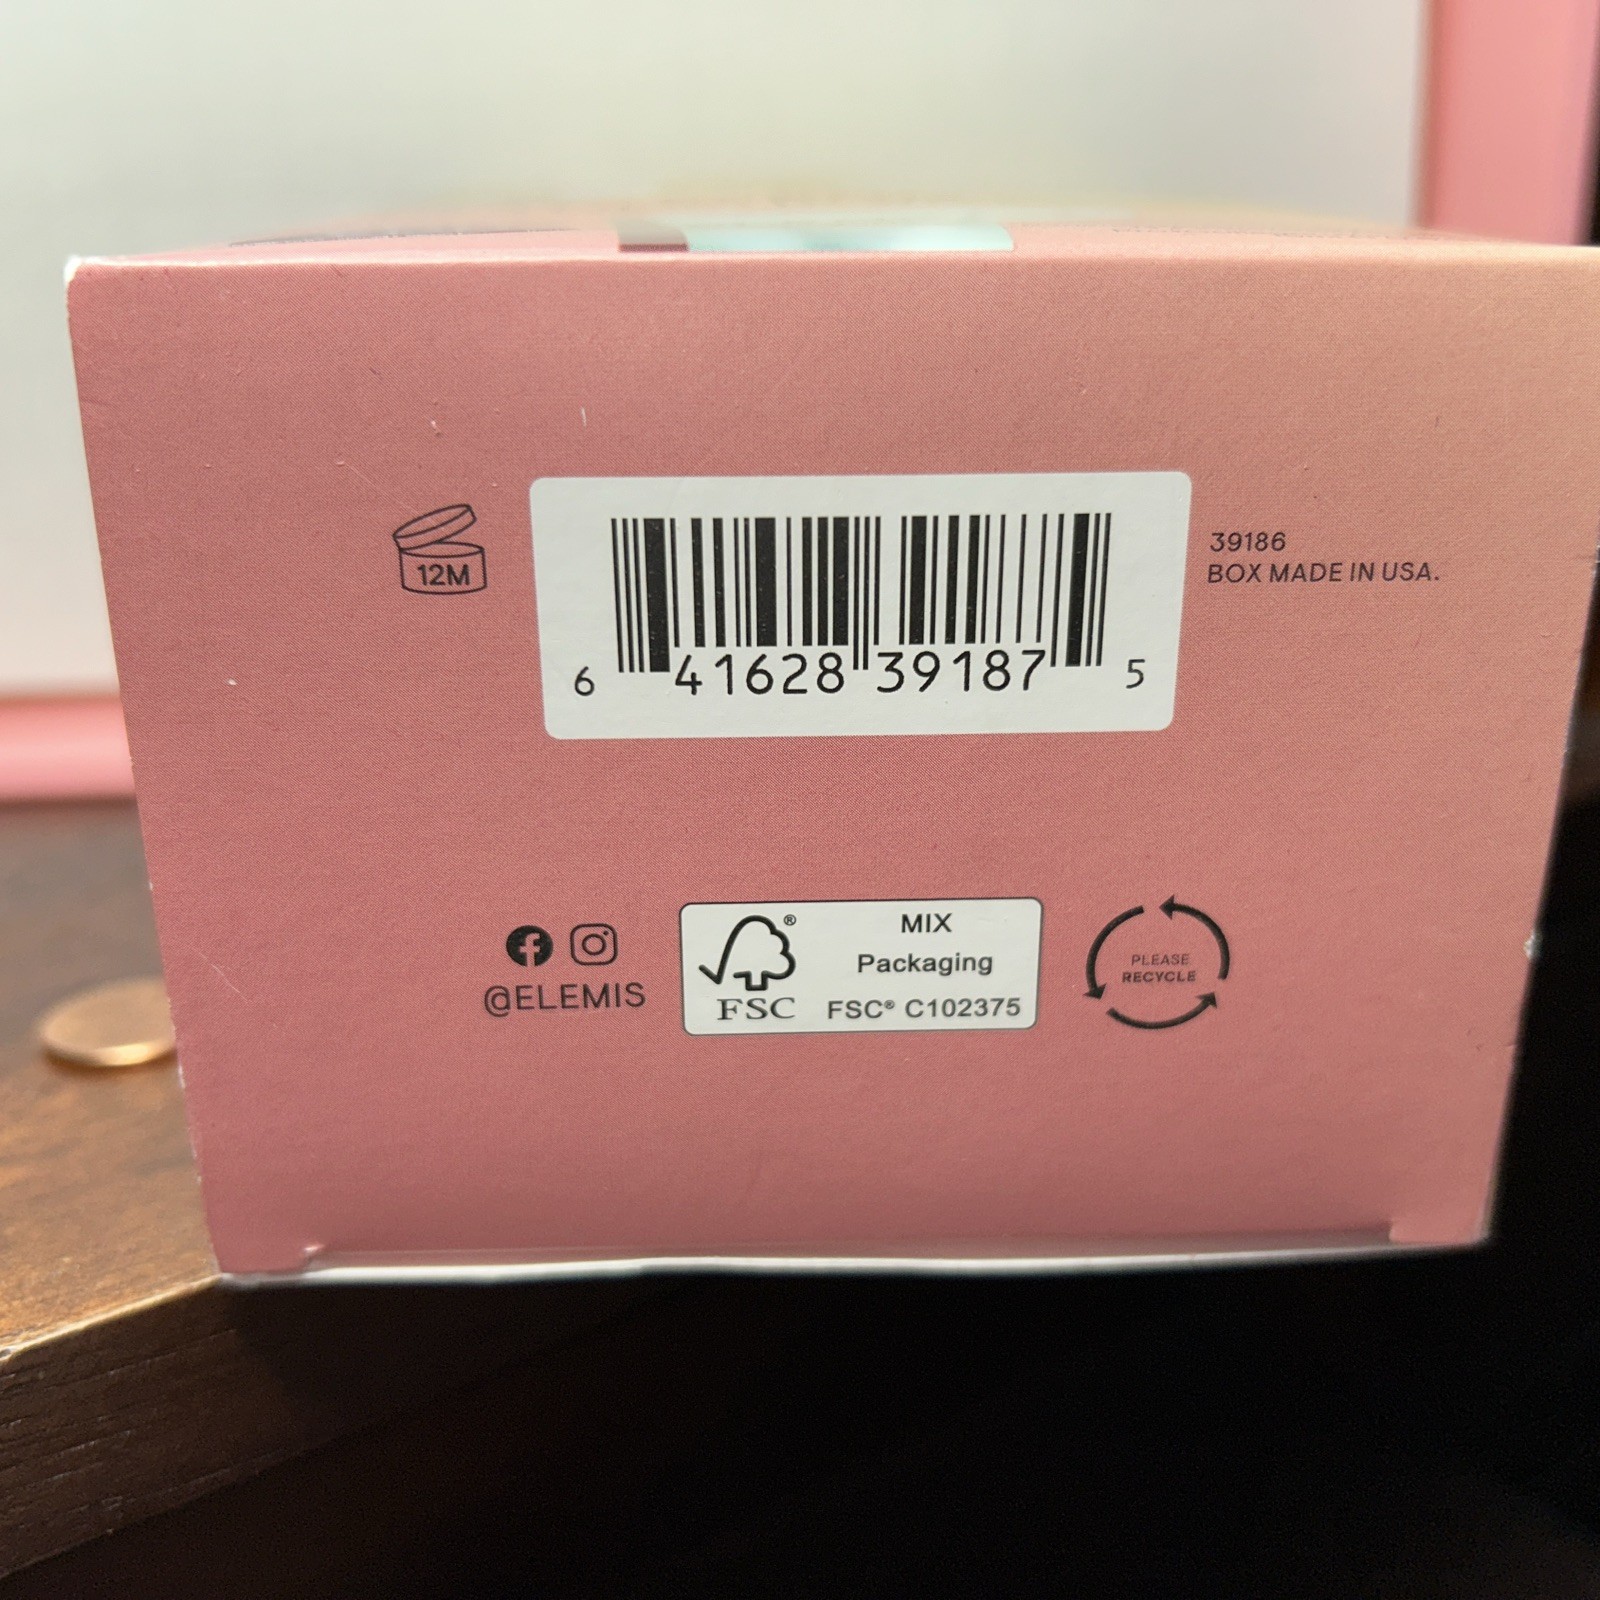 12M
6 41628 39187 5
39186
BOX MADE IN USA.
@ELEMIS
FSC®
MIX
Packaging
FSC® C102375
PLEASE
RECYCLE